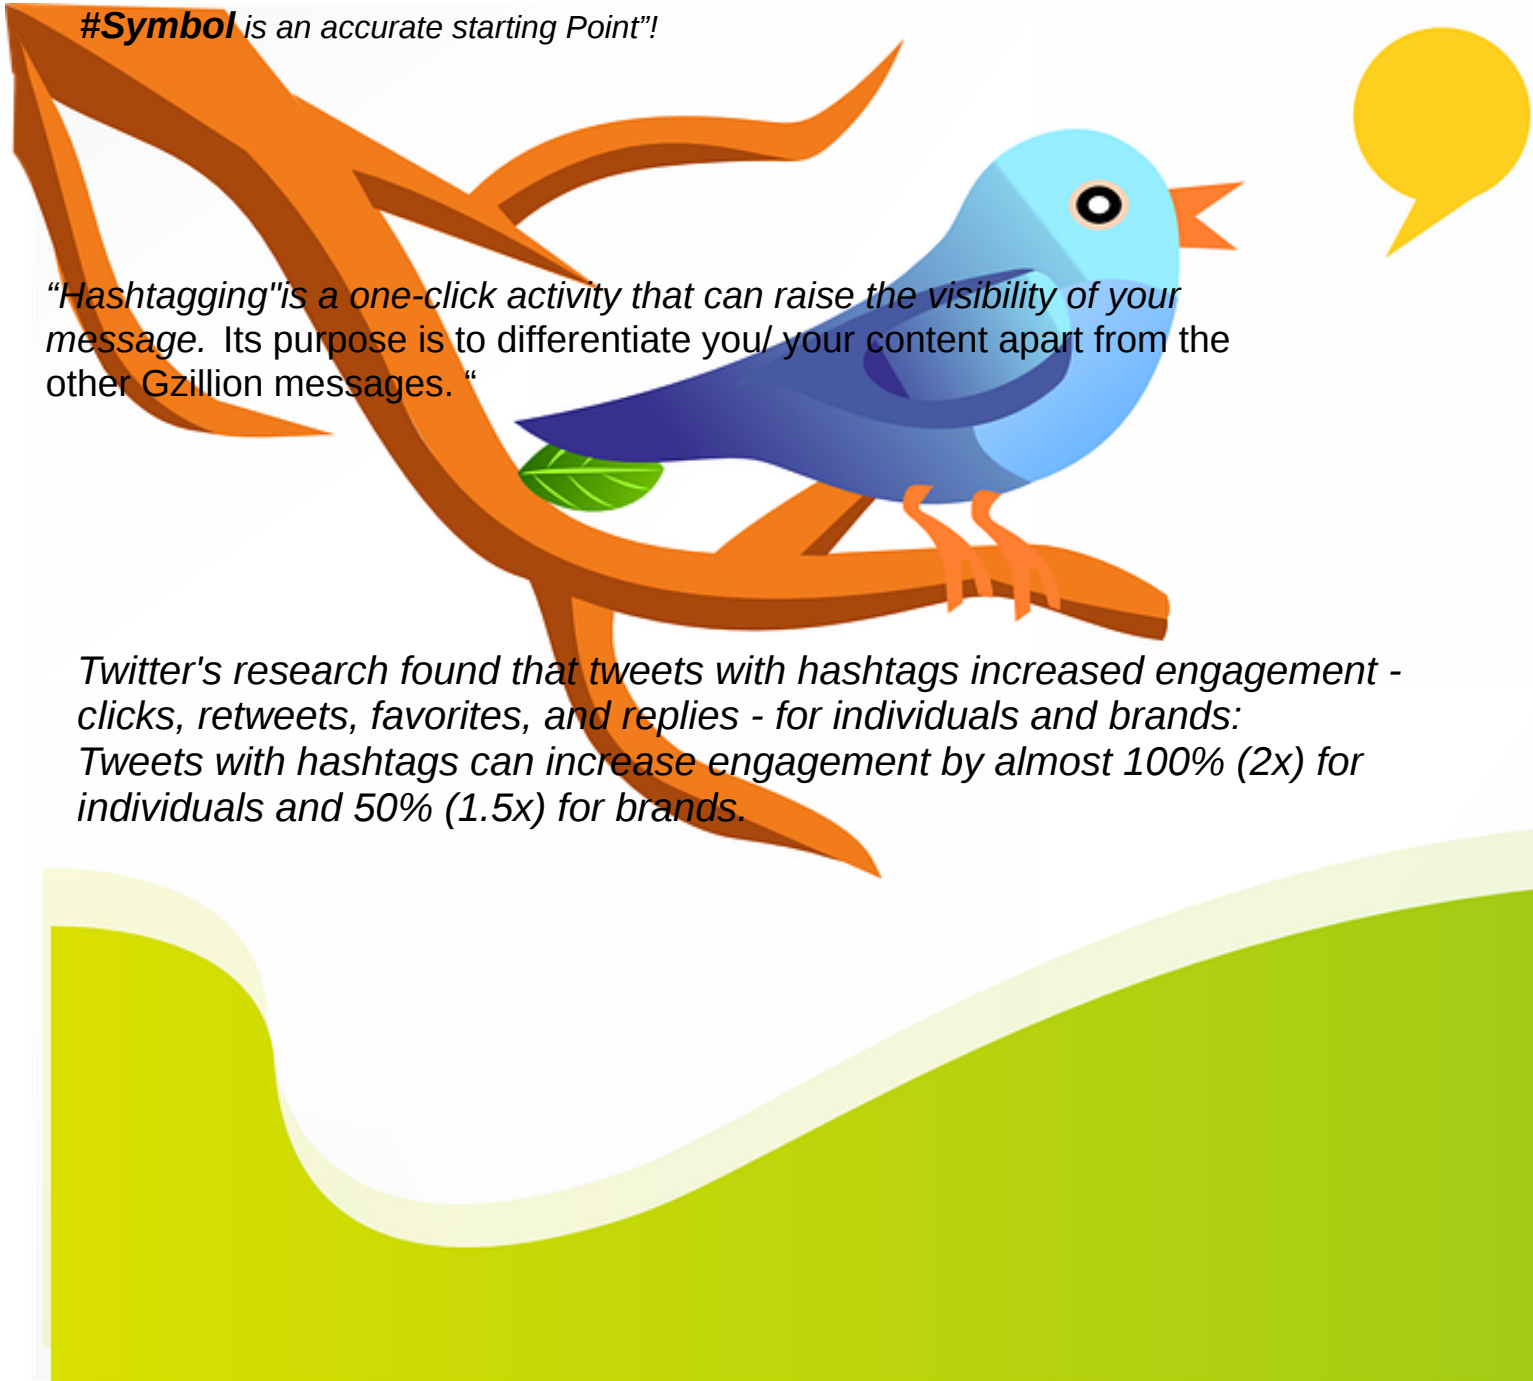 #Symbol is an accurate starting Point”!
“Hashtagging"is a one-click activity that can raise the visibility of your
message. Its purpose is to differentiate you/ your content apart from the
other Gzillion messages. “
Twitter's research found that tweets with hashtags increased engagement -
clicks, retweets, favorites, and replies - for individuals and brands:
Tweets with hashtags can increase engagement by almost 100% (2x) for
individuals and 50% (1.5x) for brands.